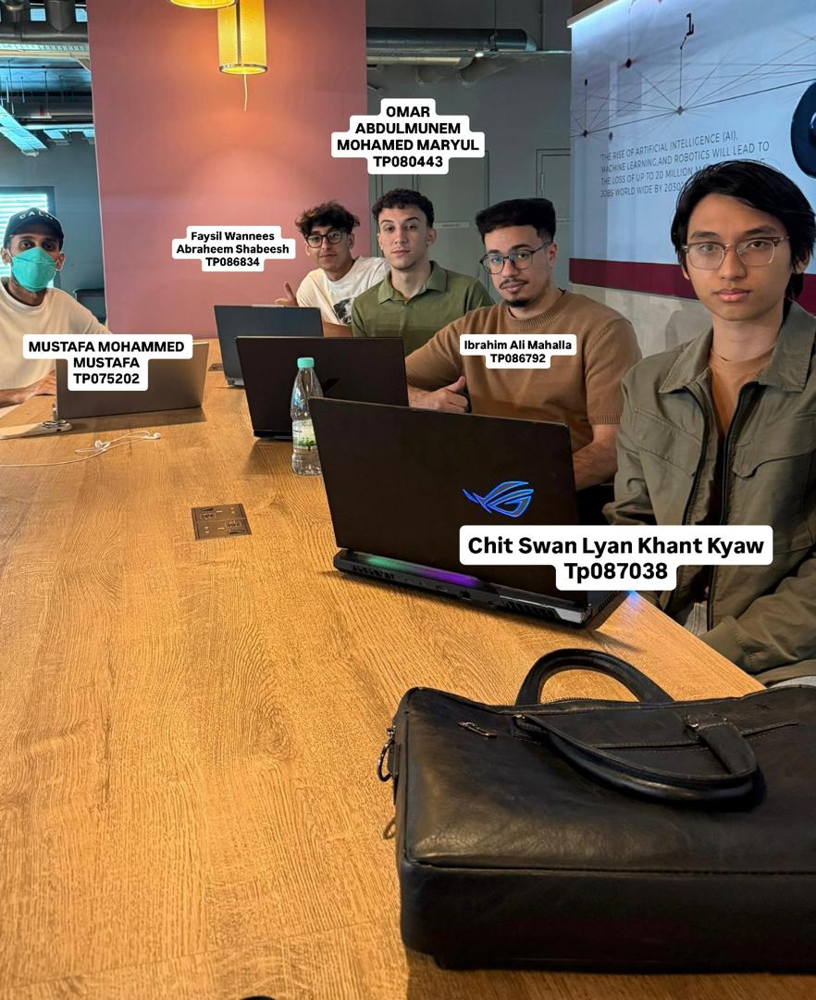 CALI
OMAR
ABDULMUNEM
MOHAMED MARYUL
TP080443
"THE RISE OF ARTIFICIAL INTELLIGENCE (AI),
MACHINE LEARNING,AND ROBOTICS WILL LEAD TO
THE LOSS OF UP TO 20 MILLION
JOBS WORLD WIDE BY 2030"
Faysil Wannees
Abraheem Shabeesh
TP086834
MUSTAFA MOHAMMED
MUSTAFA
TP075202
Ibrahim Ali Mahalla
TP086792
Chit Swan Lyan Khant Kyaw
Tp087038